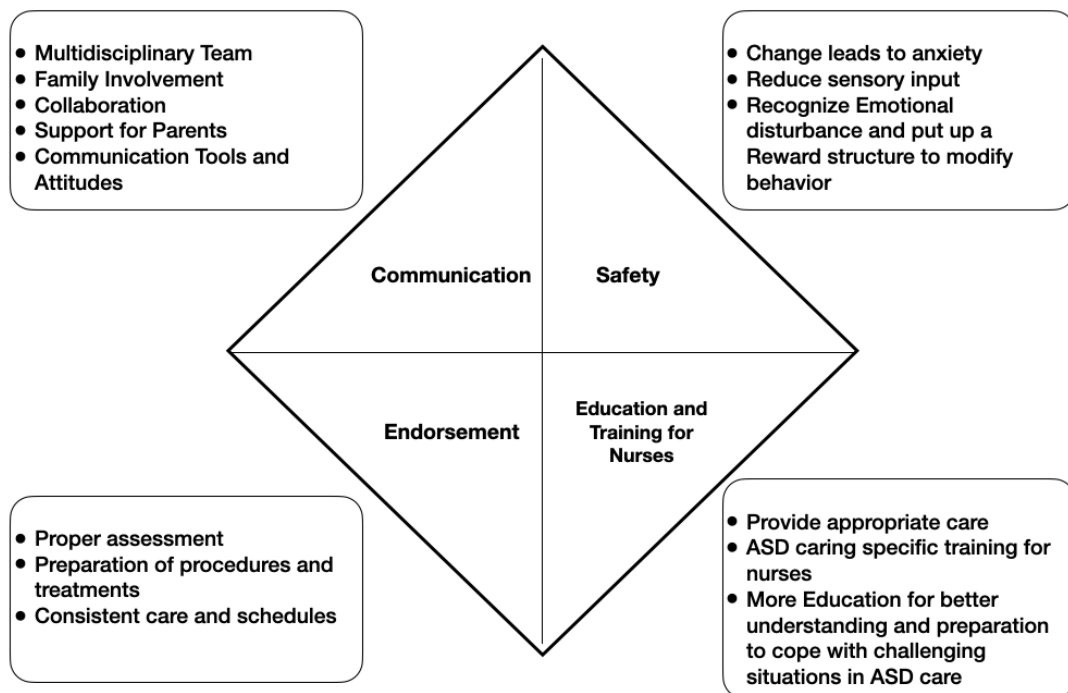 • Multidisciplinary Team
• Family Involvement
• Collaboration
• Support for Parents
• Communication Tools and
Attitudes
• Change leads to anxiety
• Reduce sensory input
• Recognize Emotional
disturbance and put up a
Reward structure to modify
behavior
Communication
Safety
Endorsement
Education and
Training for
Nurses
• Proper assessment
• Preparation of procedures and
treatments
• Consistent care and schedules
• Provide appropriate care
• ASD caring specific training for
nurses
• More Education for better
understanding and preparation
to cope with challenging
situations in ASD care